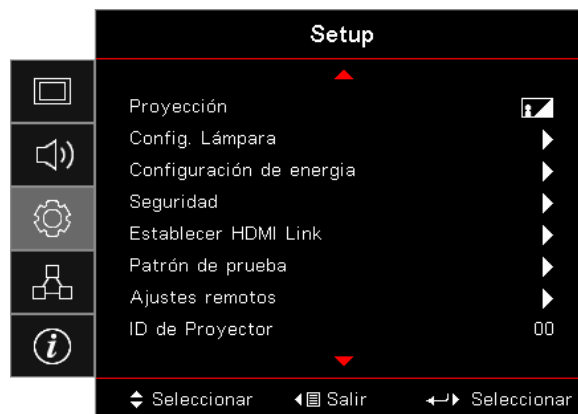 Setup
Proyección
Config. Lámpara
Configuración de energia
Seguridad
Establecer HDMI Link
Patrón de prueba
Ajustes remotos
ID de Proyector 00
Seleccionar Salir Seleccionar